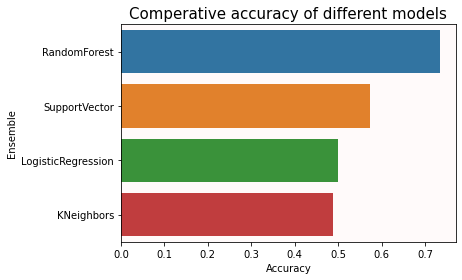 Comperative accuracy of different models
RandomForest
SupportVector
LogisticRegression
KNeighbors
Ensemble
0.0 0.1 0.2 0.3 0.4 0.5 0.6 0.7
Accuracy